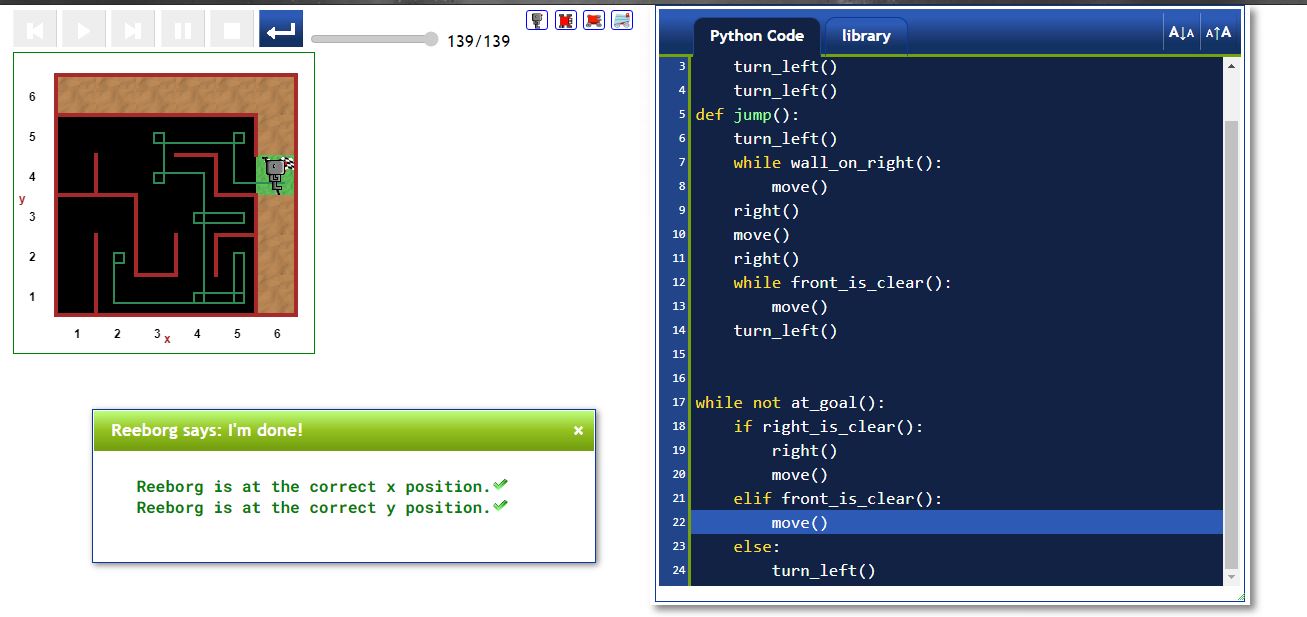 139/139
6
5
4
y
3
2
1
1 2 3 x 4 5 6
Reeborg says: I'm done! ×
Reeborg is at the correct x position.
Reeborg is at the correct y position.
Python Code library A↓A A↑A
3 turn_left()
4 turn_left()
5 def jump():
6 turn_left()
7 while wall_on_right():
8 move()
9 right()
10 move()
11 right()
12 while front_is_clear():
13 move()
14 turn_left()
15
16
17 while not at_goal():
18 if right_is_clear():
19 right()
20 move()
21 elif front_is_clear():
22 move()
23 else:
24 turn_left()